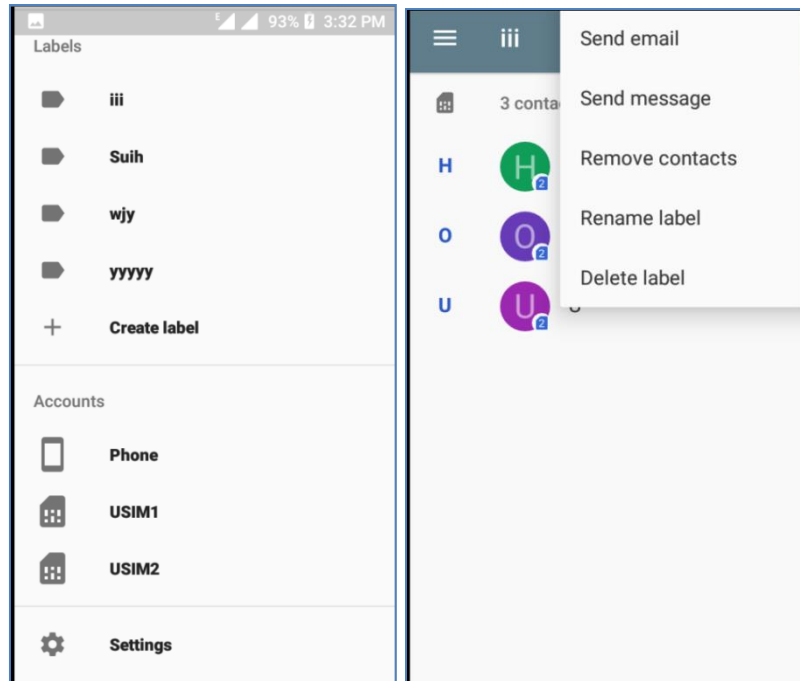 E 93% 3:32 PM
Labels
iii
Suih
wjy
yyyyy
Create label
Accounts
Phone
USIM1
USIM2
Settings
iii
Send email
Send message
Remove contacts
Rename label
Delete label
3 conta
H
H
2
O
O
2
U
U
2